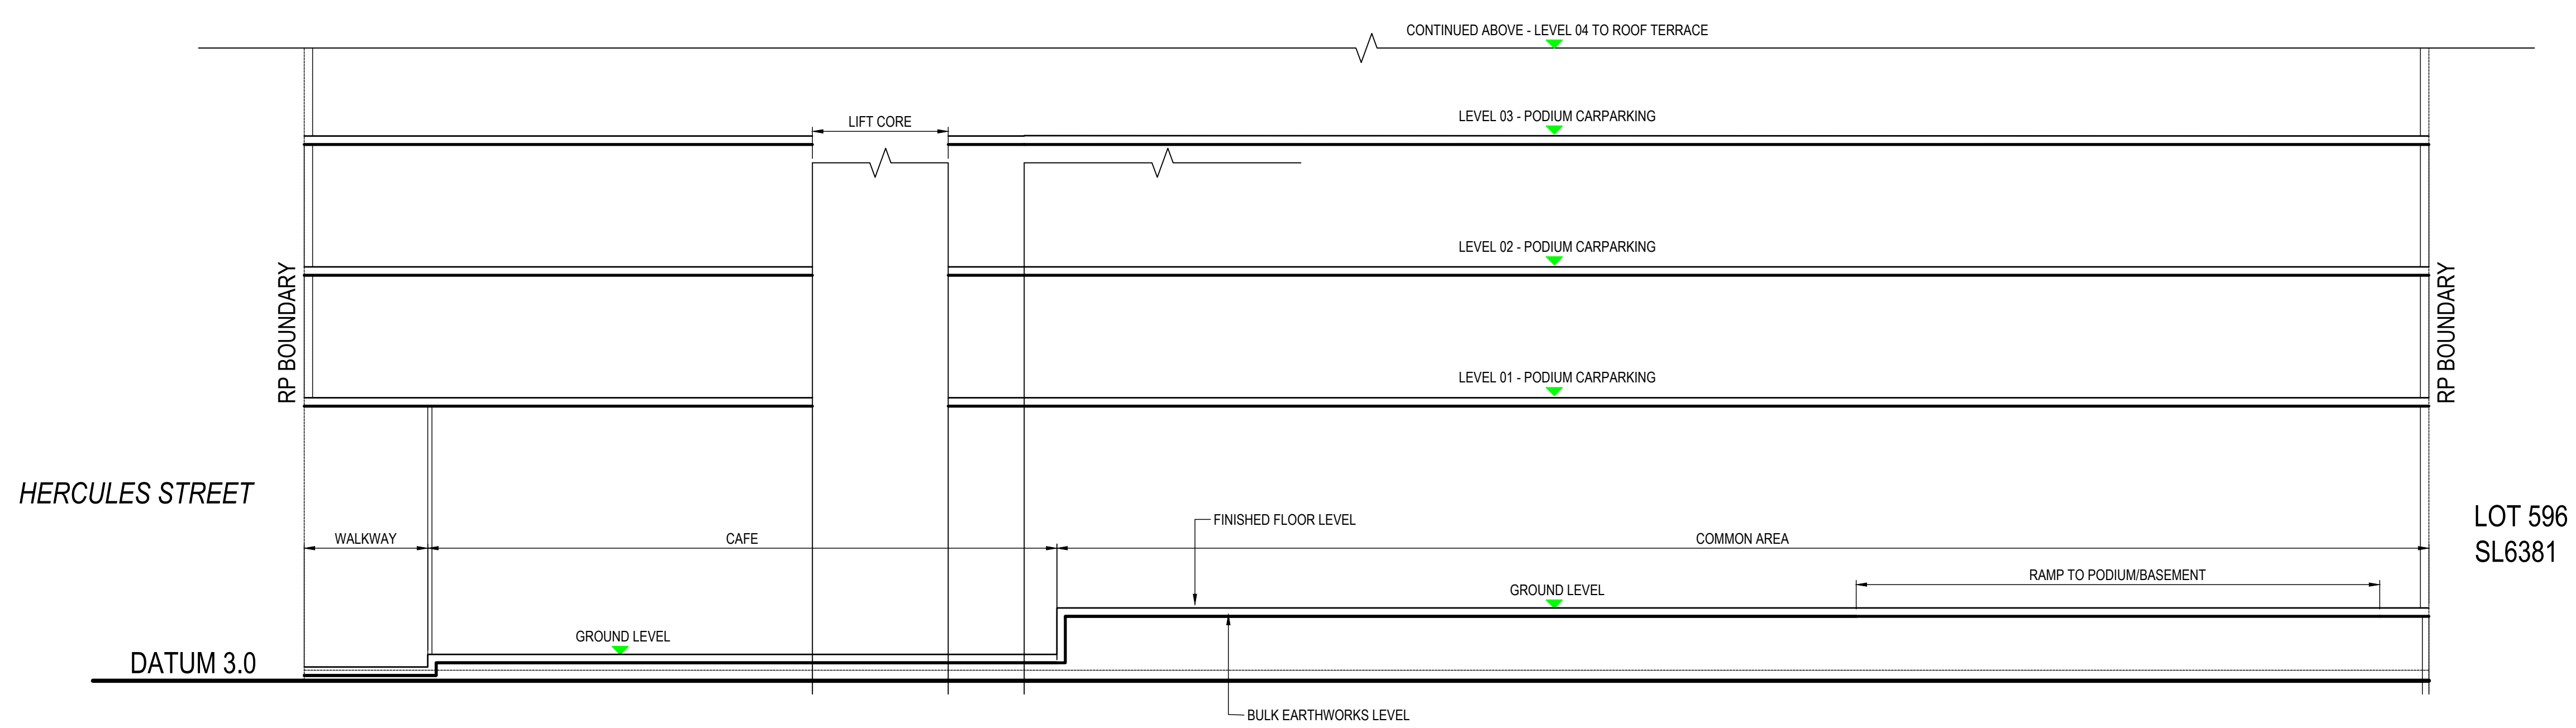 CONTINUED ABOVE - LEVEL 04 TO ROOF TERRACE
LEVEL 03 - PODIUM CARPARKING
LIFT CORE
LEVEL 02 - PODIUM CARPARKING
RP BOUNDARY
RP BOUNDARY
LEVEL 01 - PODIUM CARPARKING
HERCULES STREET
FINISHED FLOOR LEVEL
LOT 596
SL6381
WALKWAY
CAFE
COMMON AREA
RAMP TO PODIUM/BASEMENT
GROUND LEVEL
GROUND LEVEL
DATUM 3.0
BULK EARTHWORKS LEVEL